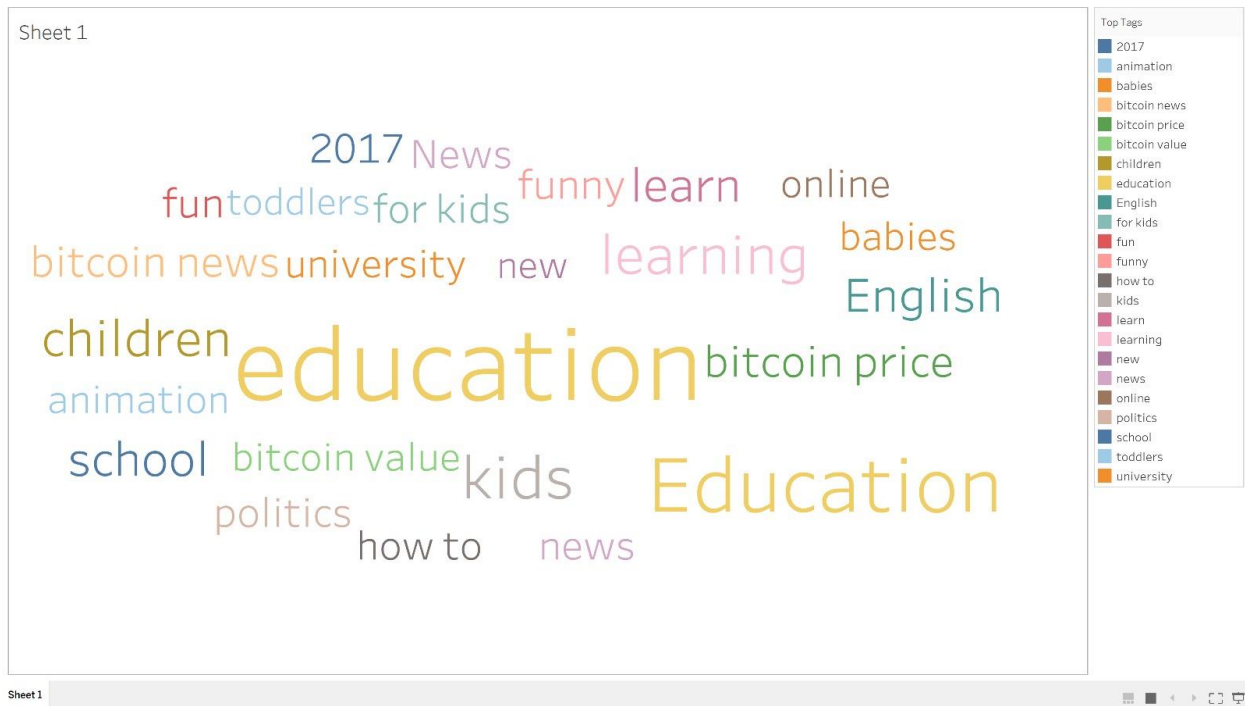 Sheet 1
2017 News
funny learn online
fun toddlers for kids
babies
learning
bitcoin news university new
English
children
education
bitcoin price
animation
school bitcoin value
kids
Education
politics
how to news
Top Tags
2017
animation
babies
bitcoin news
bitcoin price
bitcoin value
children
education
English
for kids
fun
funny
how to
kids
learn
learning
new
news
online
politics
school
toddlers
university
Sheet 1